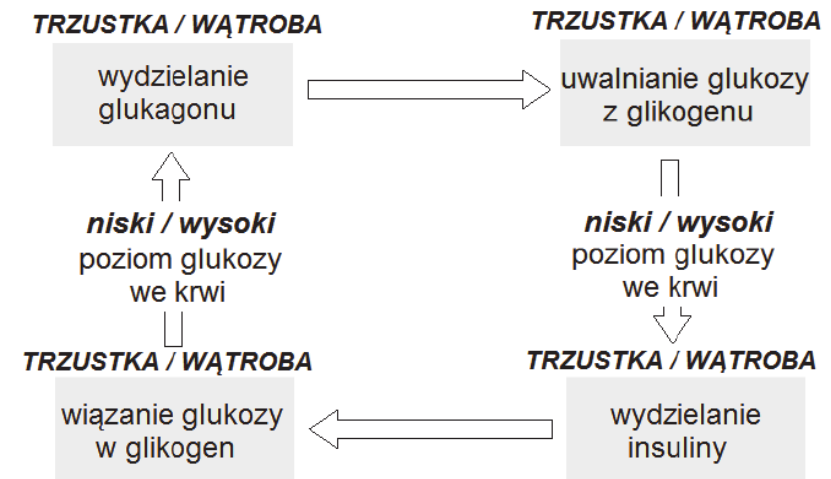 TRZUSTKA / WĄTROBA
wydzielanie
glukagonu
TRZUSTKA / WĄTROBA
uwalnianie glukozy
z glikogenu
niski / wysoki
poziom glukozy
we krwi
niski / wysoki
poziom glukozy
we krwi
TRZUSTKA / WĄTROBA
wiązanie glukozy
w glikogen
TRZUSTKA / WĄTROBA
wydzielanie
insuliny